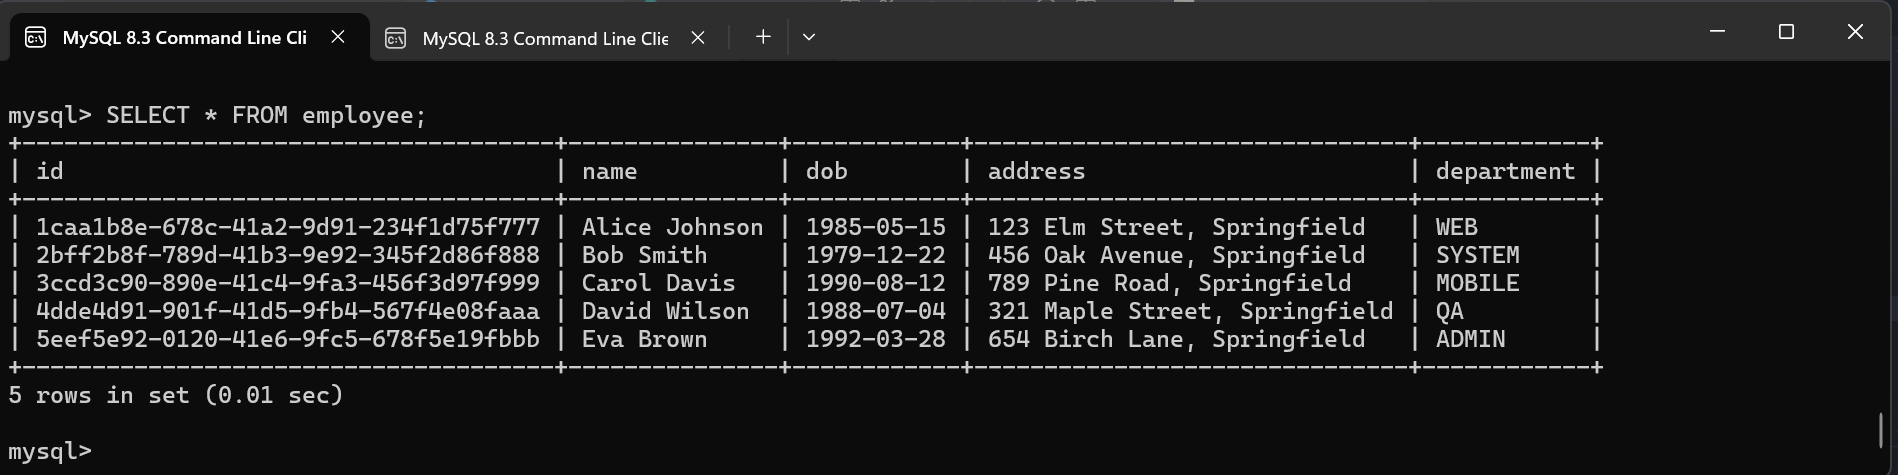 MySQL 8.3 Command Line Cli
MySQL 8.3 Command Line Clie
mysql> SELECT * FROM employee;
+--------------------------------------+---------------+------------+-------------------------------+------------+
| id                                   | name          | dob        | address                       | department |
+--------------------------------------+---------------+------------+-------------------------------+------------+
| 1caa1b8e-678c-41a2-9d91-234f1d75f777 | Alice Johnson | 1985-05-15 | 123 Elm Street, Springfield   | WEB        |
| 2bff2b8f-789d-41b3-9e92-345f2d86f888 | Bob Smith     | 1979-12-22 | 456 Oak Avenue, Springfield   | SYSTEM     |
| 3ccd3c90-890e-41c4-9fa3-456f3d97f999 | Carol Davis   | 1990-08-12 | 789 Pine Road, Springfield    | MOBILE     |
| 4dde4d91-901f-41d5-9fb4-567f4e08faaa | David Wilson  | 1988-07-04 | 321 Maple Street, Springfield | QA         |
| 5eef5e92-0120-41e6-9fc5-678f5e19fbbb | Eva Brown     | 1992-03-28 | 654 Birch Lane, Springfield   | ADMIN      |
+--------------------------------------+---------------+------------+-------------------------------+------------+
5 rows in set (0.01 sec)
mysql>